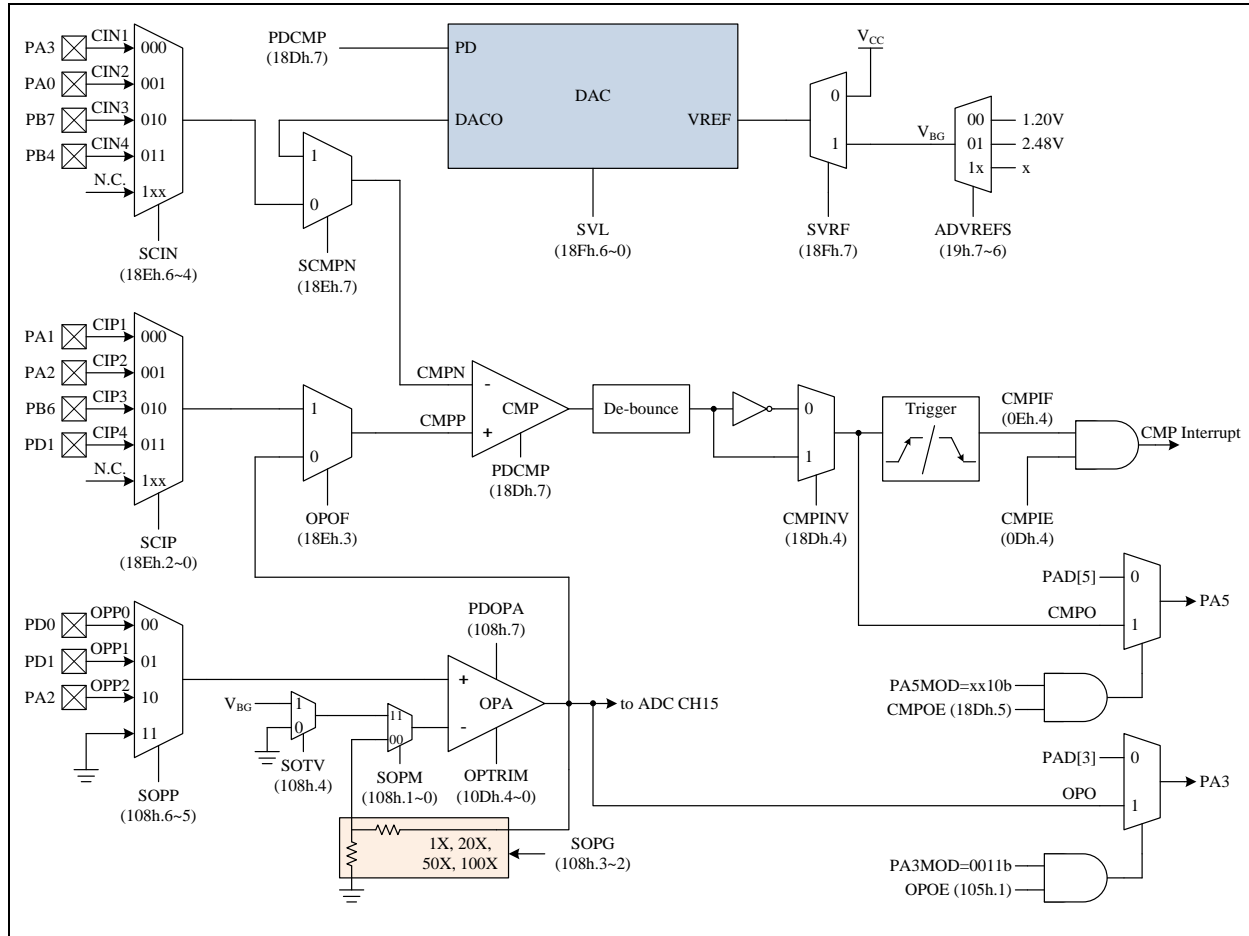 PA3 CIN1 000
PA0 CIN2 001
PB7 CIN3 010
PB4 CIN4 011
N.C. 1xx
SCIN
(18Eh.6~4)
PDCMP
(18Dh.7)
PD
DAC
DACO
VREF
1
0
SCMPN
(18Eh.7)
SVL
(18Fh.6~0)
VCC
0
1
SVRF
(18Fh.7)
VBG
00 1.20V
01 2.48V
1x x
ADVREFS
(19h.7~6)
PA1 CIP1 000
PA2 CIP2 001
PB6 CIP3 010
PD1 CIP4 011
N.C. 1xx
SCIP
(18Eh.2~0)
1
0
OPOF
(18Eh.3)
CMPN
CMPP
-
+
CMP
PDCMP
(18Dh.7)
De-bounce
0
1
CMPINV
(18Dh.4)
Trigger
CMPIF
(0Eh.4)
CMP Interrupt
CMPIE
(0Dh.4)
PAD[5] 0
CMPO 1
PA5
PA5MOD=xx10b
CMPOE (18Dh.5)
PD0 OPP0 00
PD1 OPP1 01
PA2 OPP2 10
11
SOPP
(108h.6~5)
VBG
1
0
SOTV
(108h.4)
11
00
SOPM
(108h.1~0)
PDOPA
(108h.7)
+
-
OPA
OPTRIM
(10Dh.4~0)
to ADC CH15
1X, 20X,
50X, 100X
SOPG
(108h.3~2)
PAD[3] 0
OPO 1
PA3
PA3MOD=0011b
OPOE (105h.1)